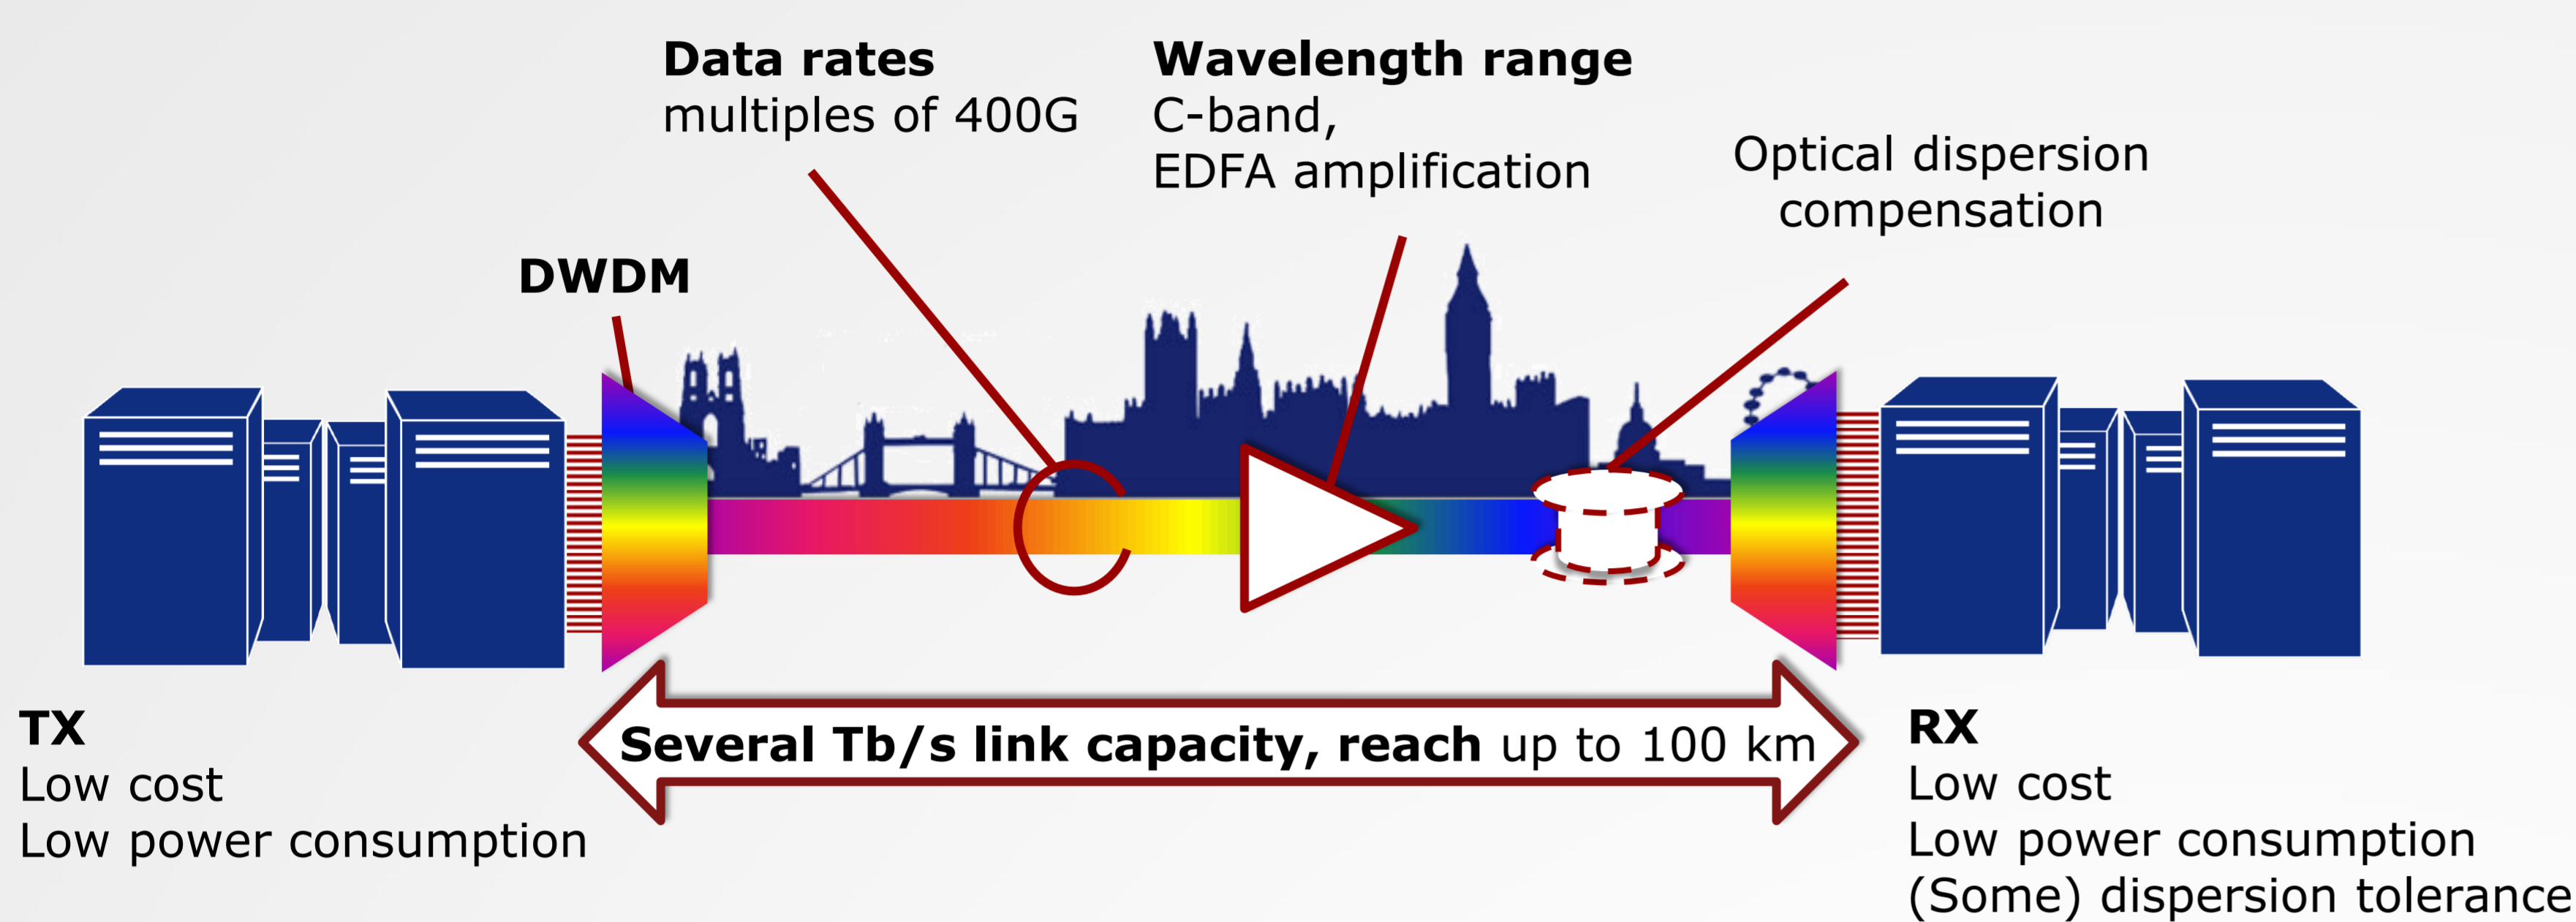 Data rates
multiples of 400G
Wavelength range
C-band,
EDFA amplification
Optical dispersion
compensation
DWDM
Several Tb/s link capacity, reach up to 100 km
TX
Low cost
Low power consumption
RX
Low cost
Low power consumption
(Some) dispersion tolerance